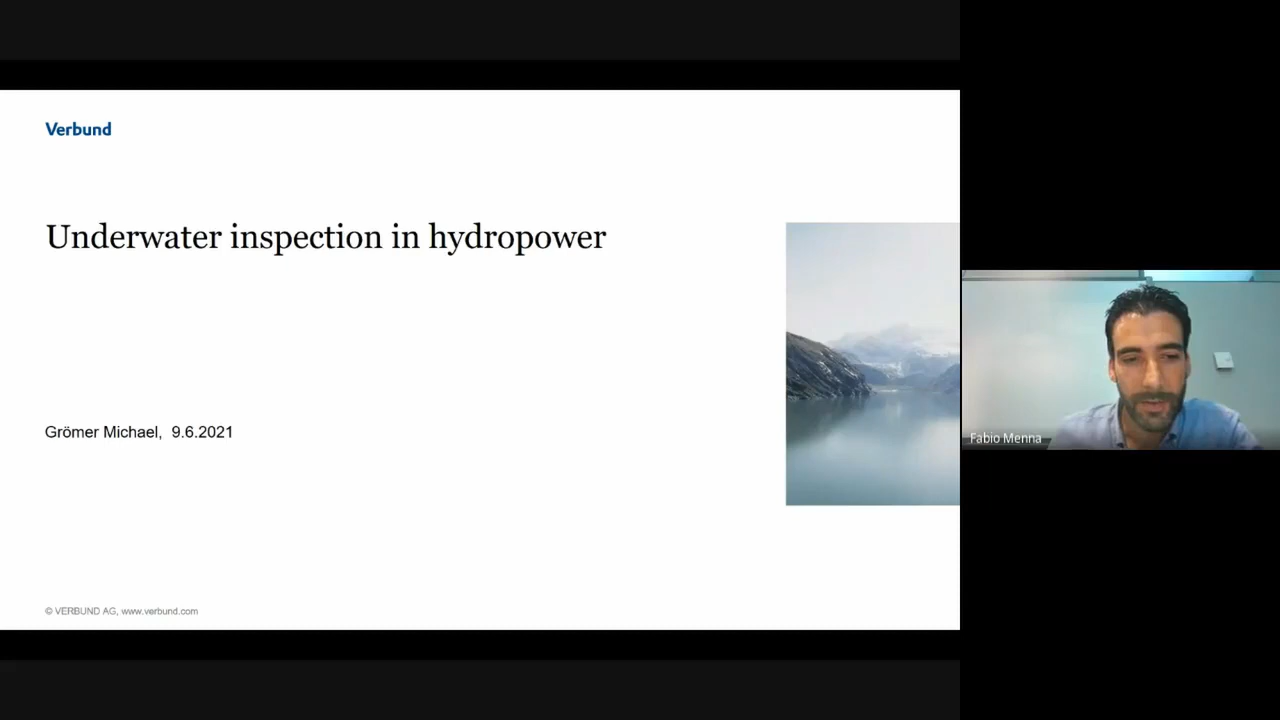 Verbund
Underwater inspection in hydropower
Grömer Michael, 9.6.2021
© VERBUND AG, www.verbund.com
Fabio Menna